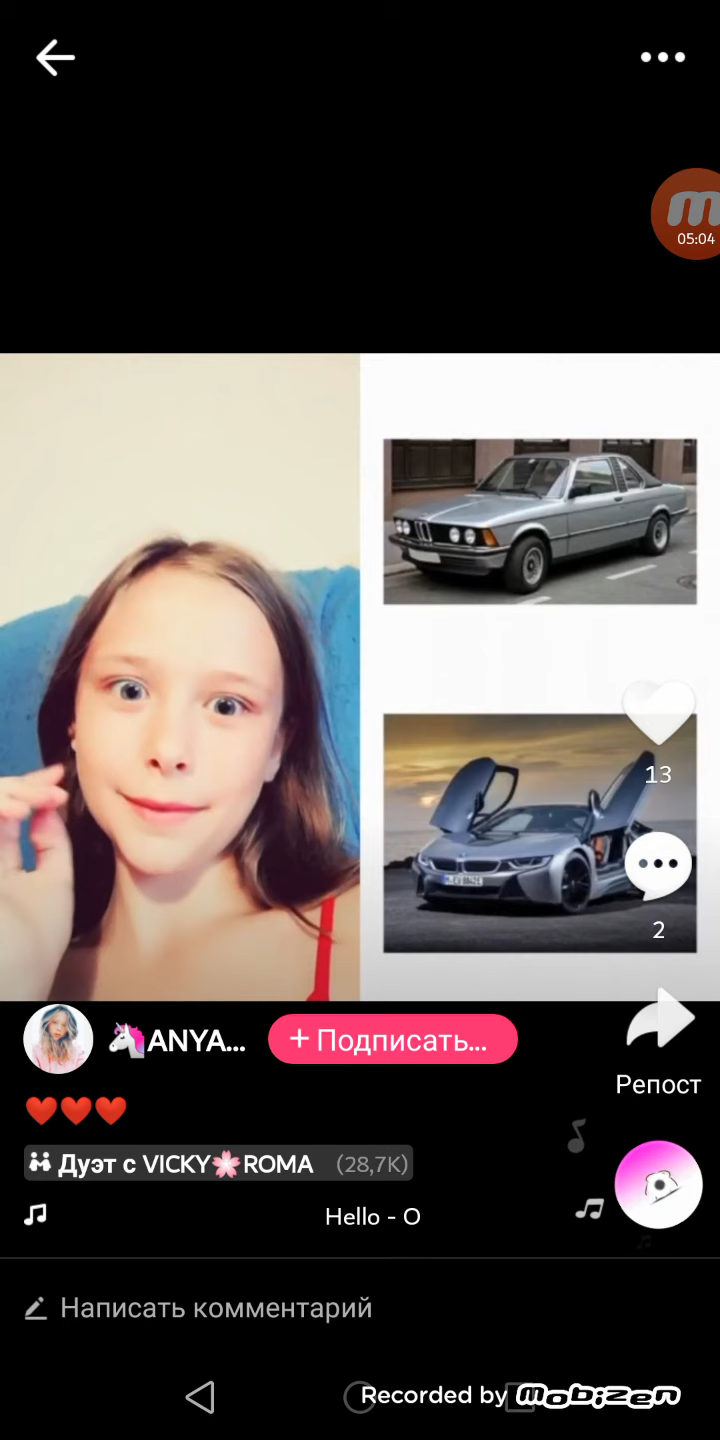 05:04
13
2
🦄ANYA...
+ Подписать...
Репост
❤️❤️❤️
Дуэт с VICKY🌸ROMA (28,7K)
Hello - O
Написать комментарий
Recorded by Mobizen